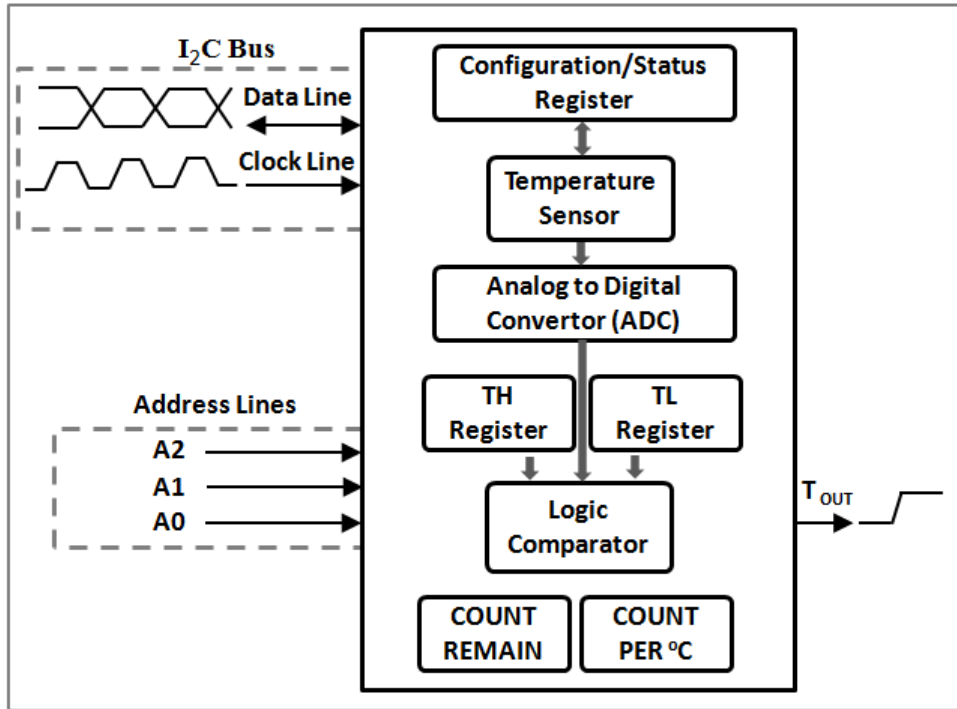 I2C Bus
Data Line
Clock Line
Configuration/Status
Register
Temperature
Sensor
Analog to Digital
Convertor (ADC)
TH
Register
TL
Register
Address Lines
A2
A1
A0
Logic
Comparator
T OUT
COUNT
REMAIN
COUNT
PER ºC